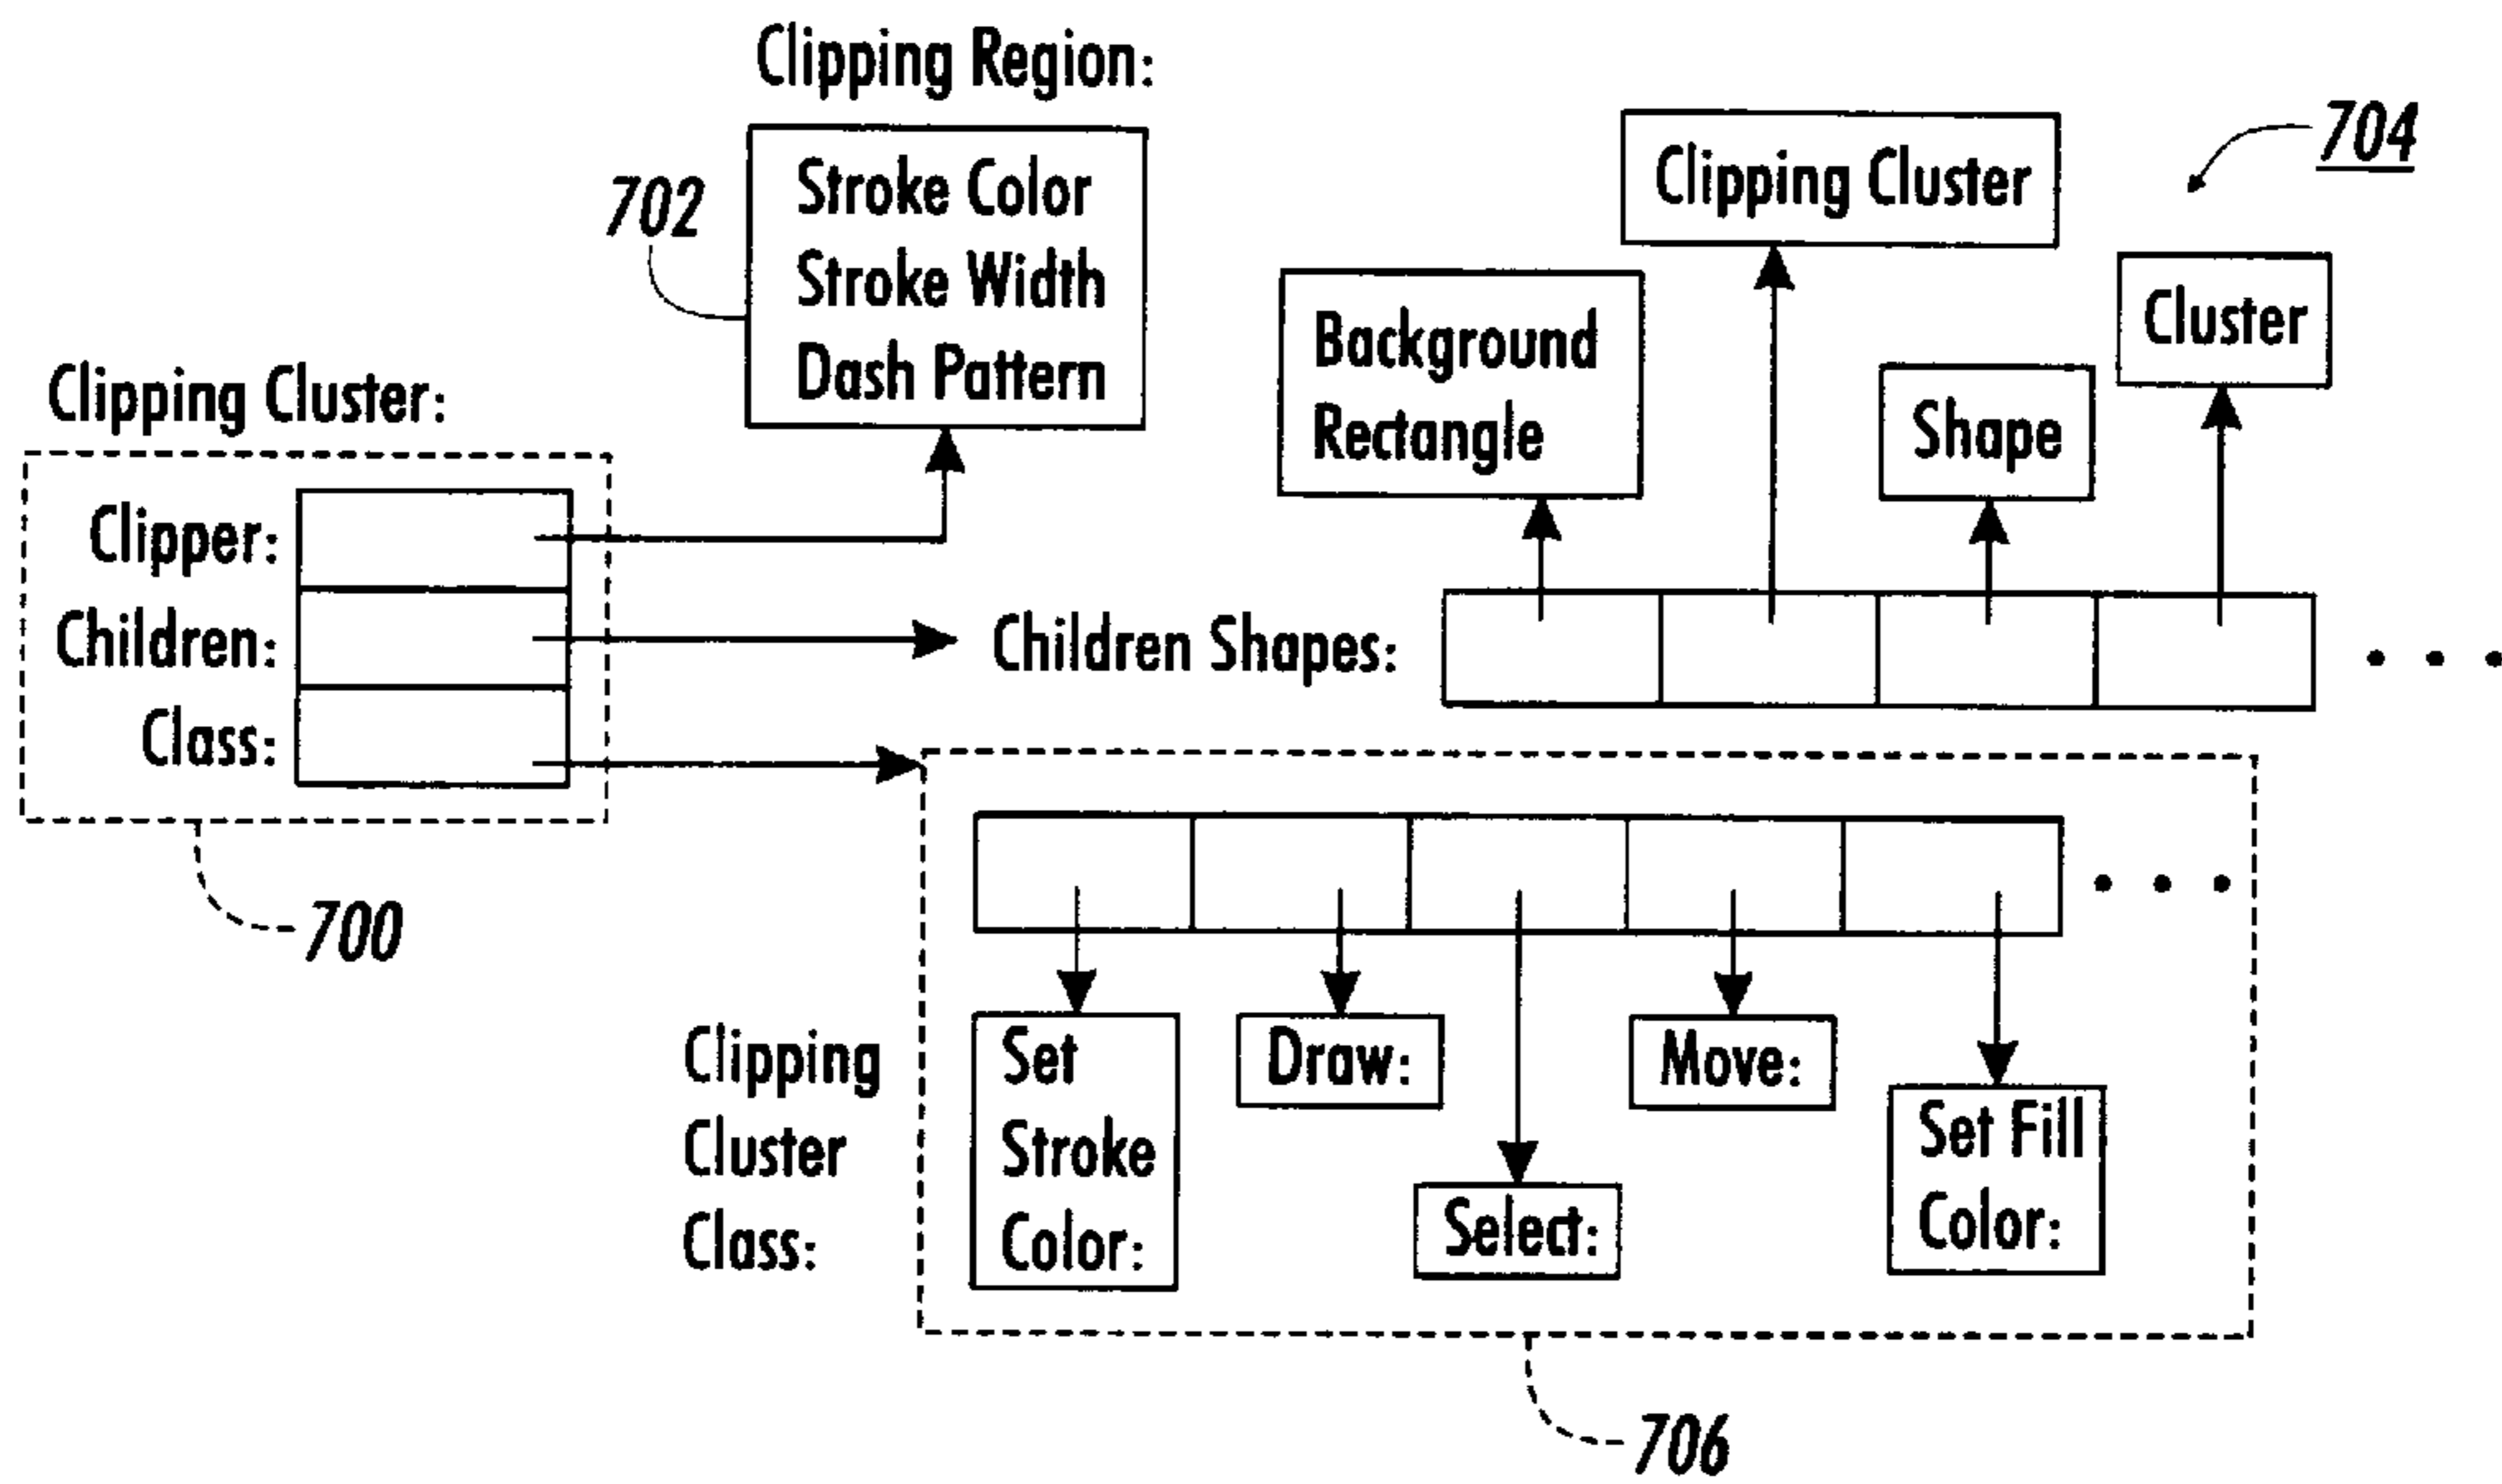 Clipping Region:
Stroke Color
Stroke Width
Dash Pattern
702
Clipping Cluster
704
Background
Rectangle
Shape
Cluster
Clipping Cluster:
Clipper:
Children:
Class:
700
Children Shapes:
• • •
Clipping
Cluster
Class:
• • •
Set
Stroke
Color:
Draw:
Select:
Move:
Set Fill
Color:
706